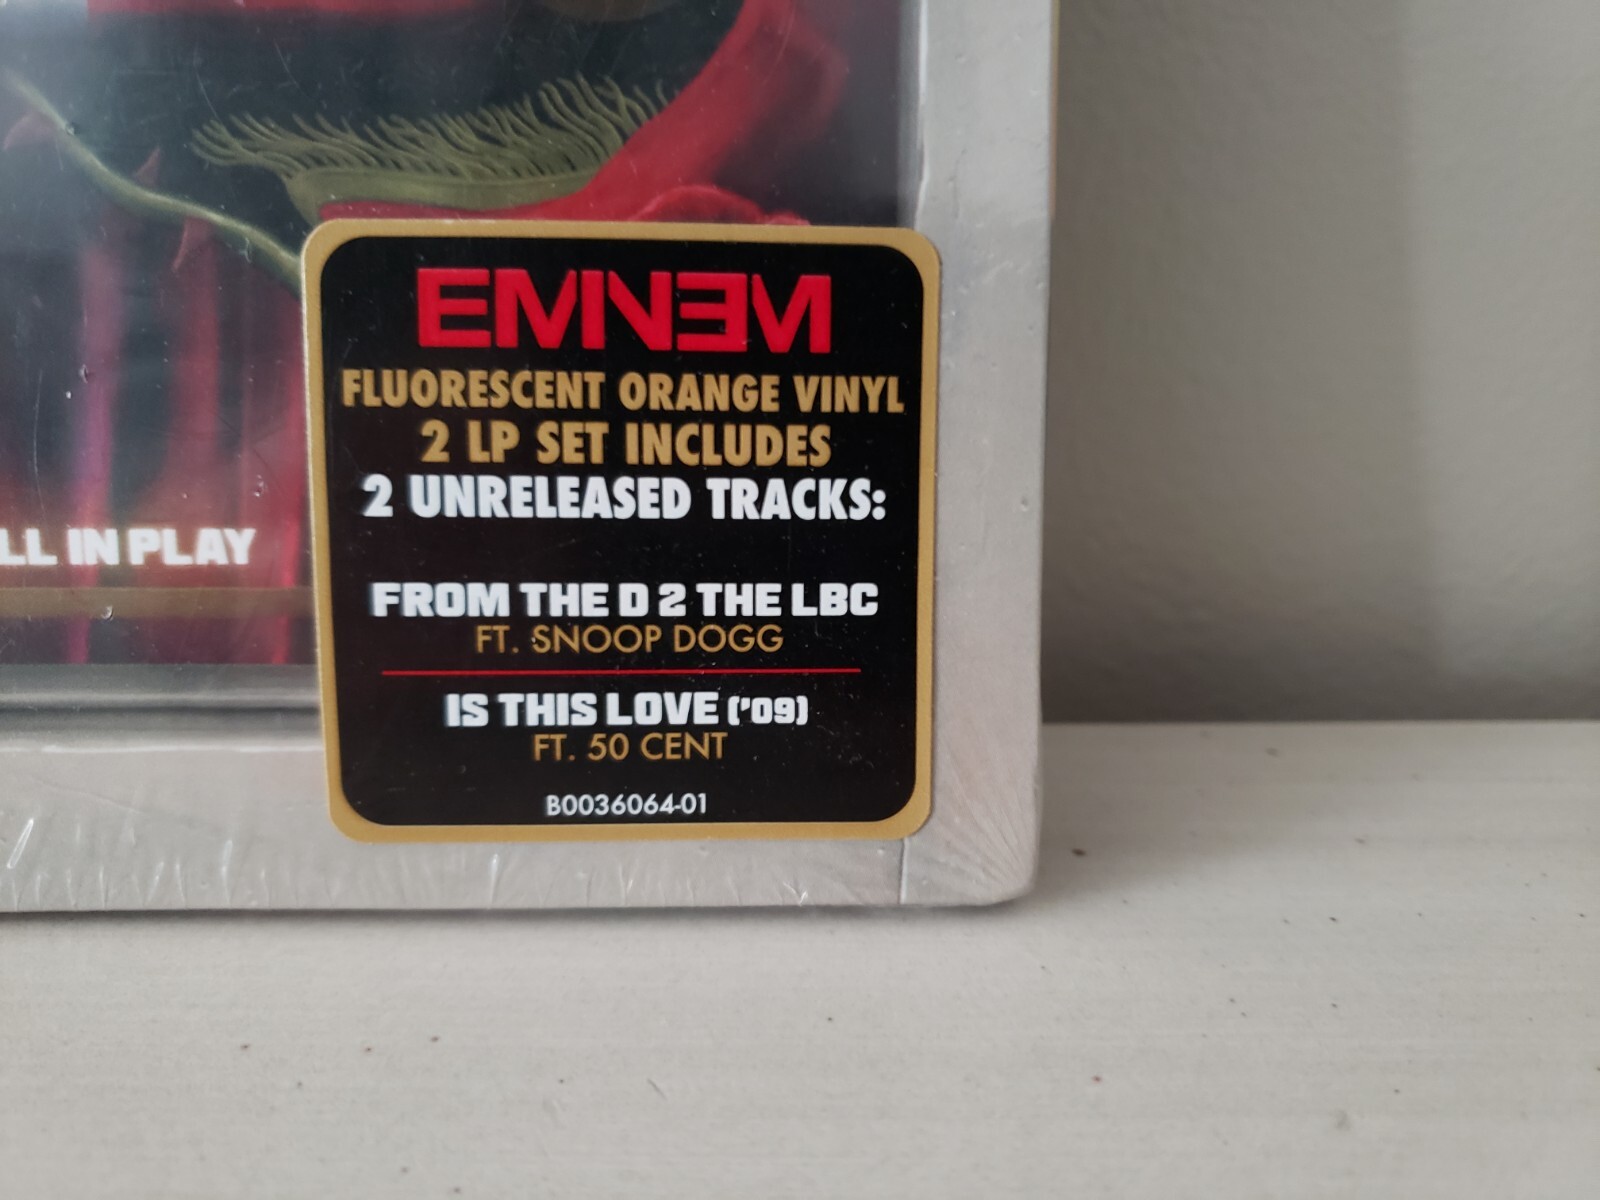 EMINEM
FLUORESCENT ORANGE VINYL
2 LP SET INCLUDES
2 UNRELEASED TRACKS:
LL IN PLAY
FROM THE D 2 THE LBC
FT. SNOOP DOGG
IS THIS LOVE ('09)
FT. 50 CENT
B0036064-01